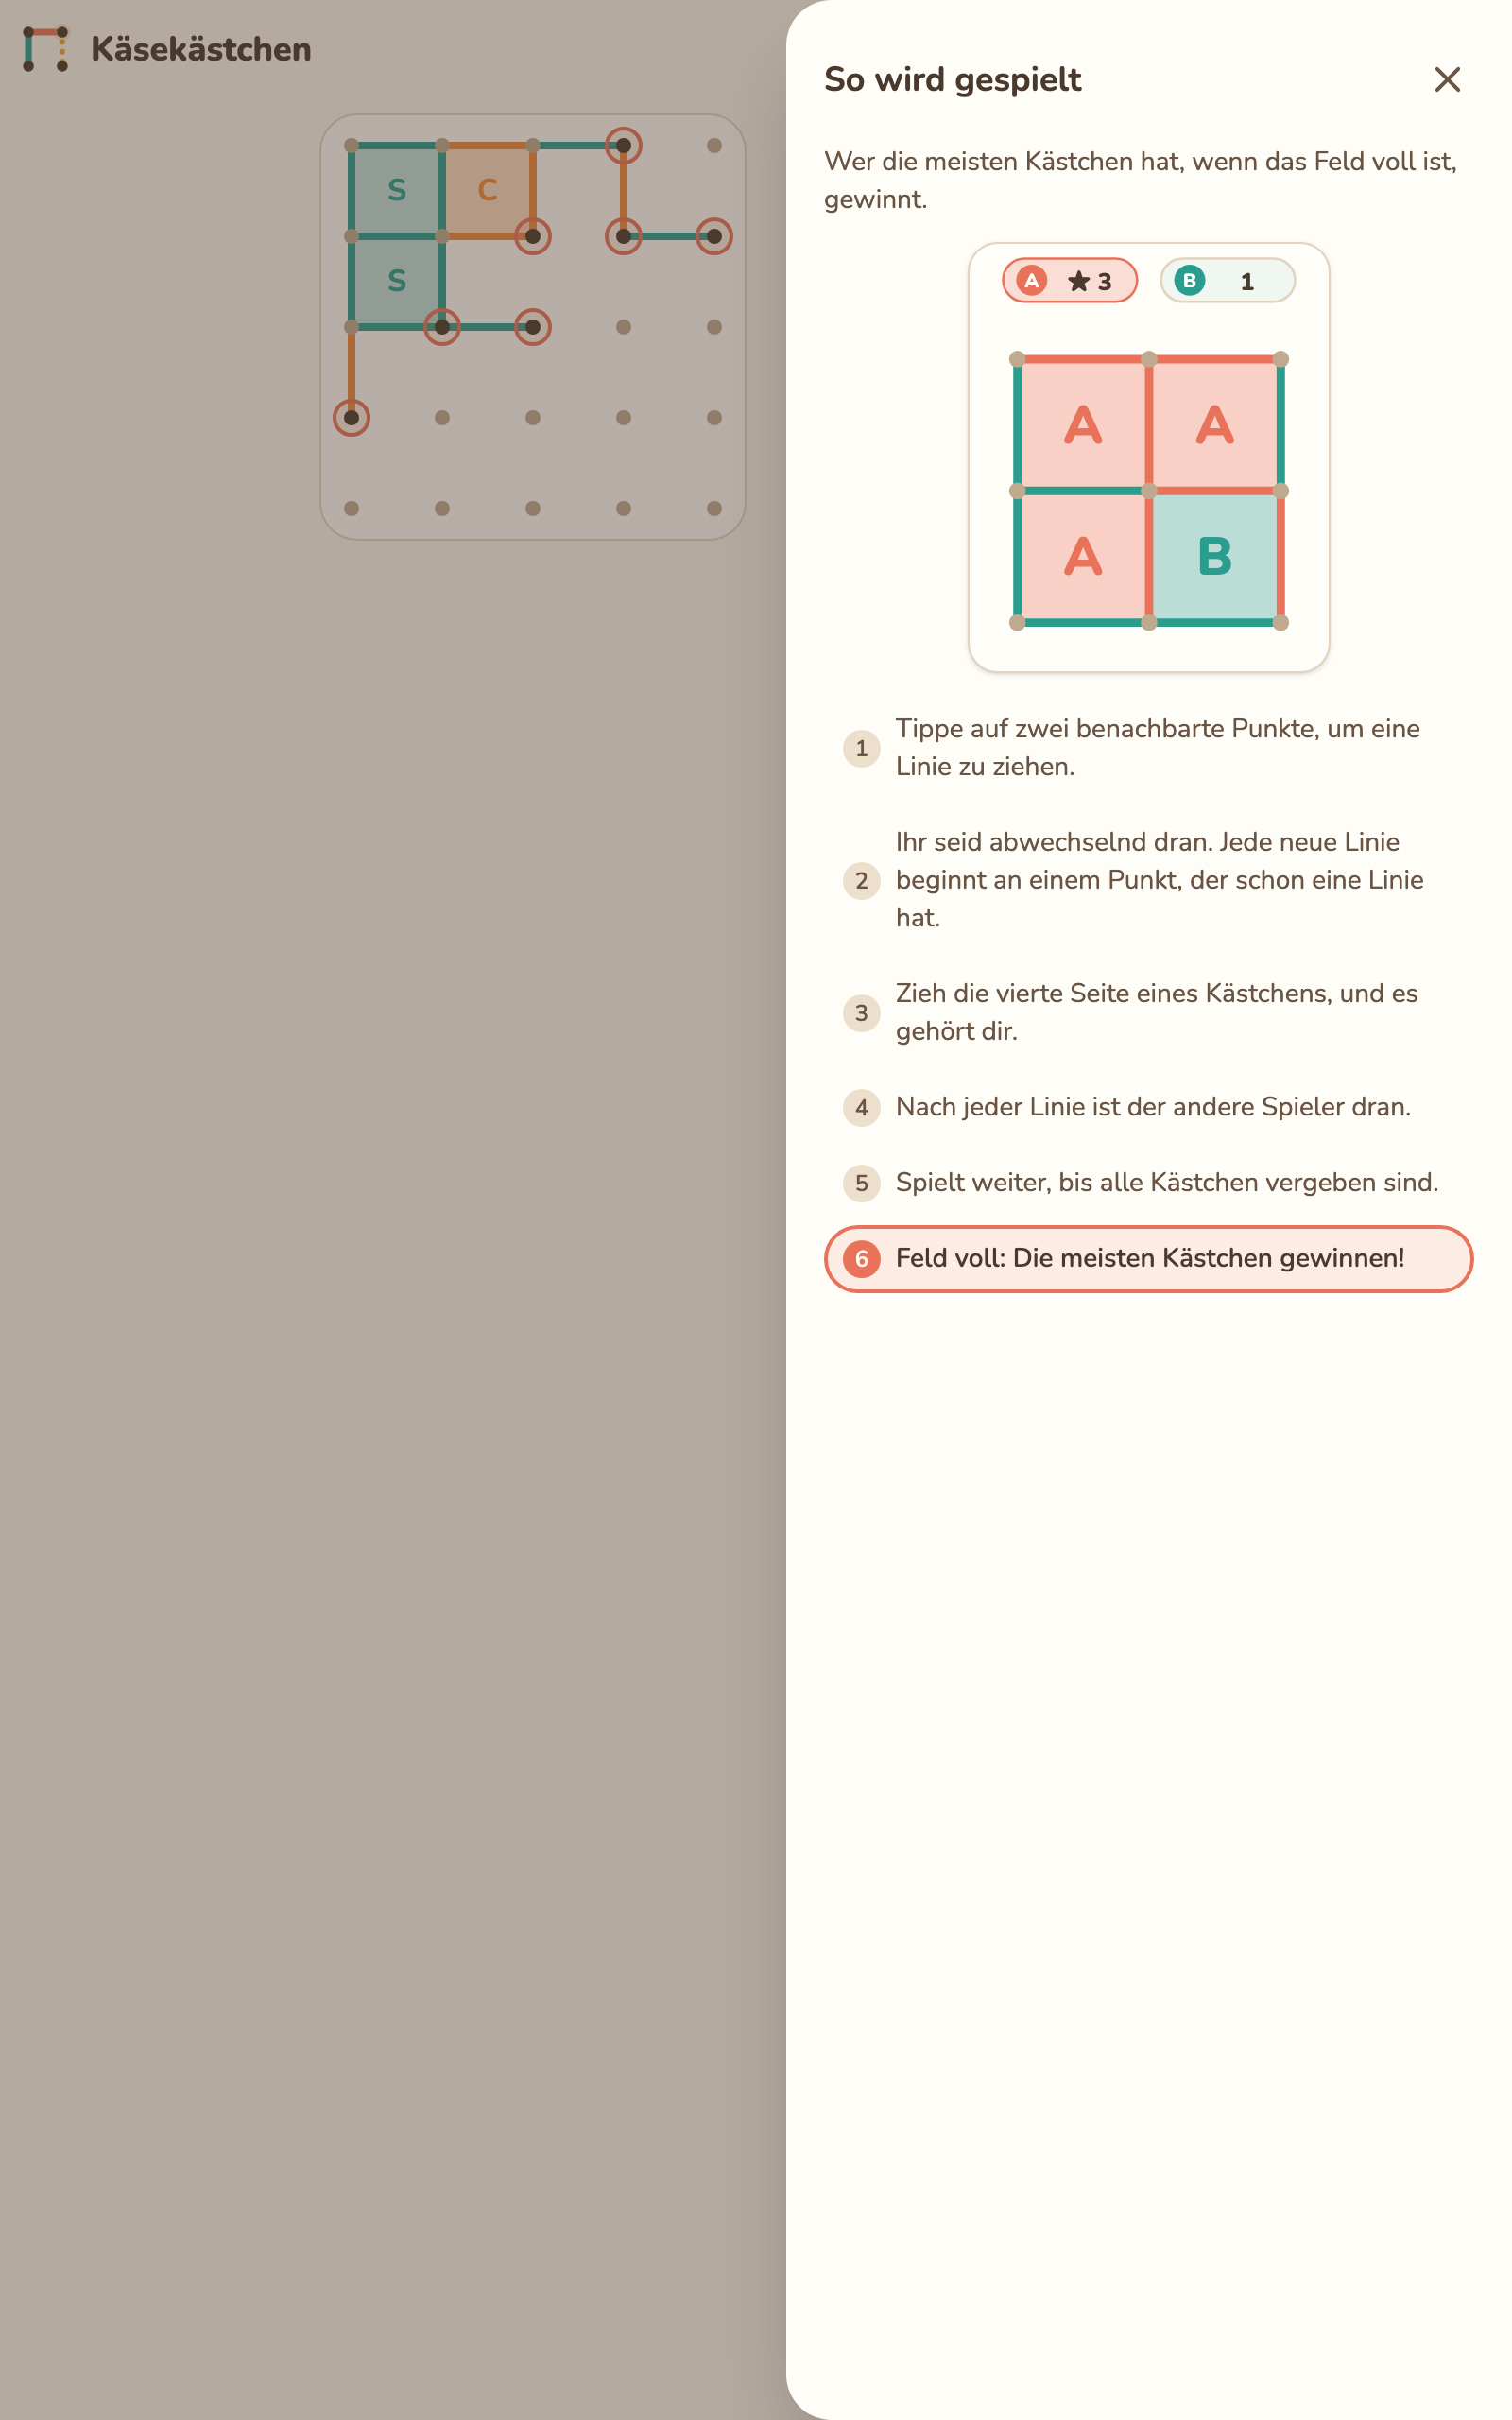 Käsekästchen
S C
S
So wird gespielt
Wer die meisten Kästchen hat, wenn das Feld voll ist,
gewinnt.
A ★ 3 B 1
A A
A B
1 Tippe auf zwei benachbarte Punkte, um eine
Linie zu ziehen.
2 Ihr seid abwechselnd dran. Jede neue Linie
beginnt an einem Punkt, der schon eine Linie
hat.
3 Zieh die vierte Seite eines Kästchens, und es
gehört dir.
4 Nach jeder Linie ist der andere Spieler dran.
5 Spielt weiter, bis alle Kästchen vergeben sind.
6 Feld voll: Die meisten Kästchen gewinnen!